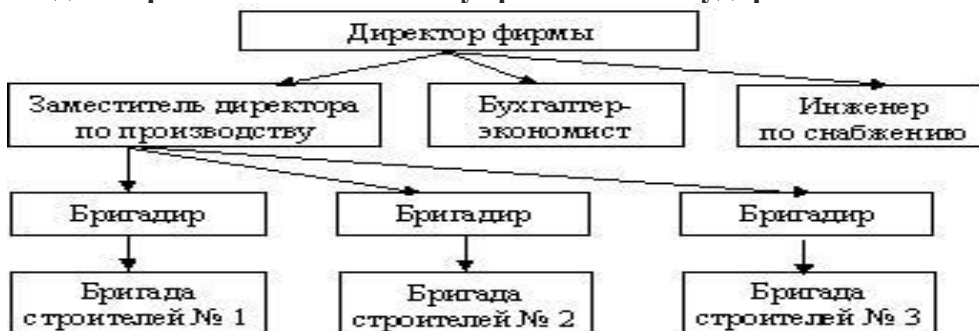 Директор фирмы
Заместитель директора
по производству
Бухгалтер-
экономист
Инженер
по снабжению
Бригадир
Бригадир
Бригадир
Бригада
строителей № 1
Бригада
строителей № 2
Бригада
строителей № 3